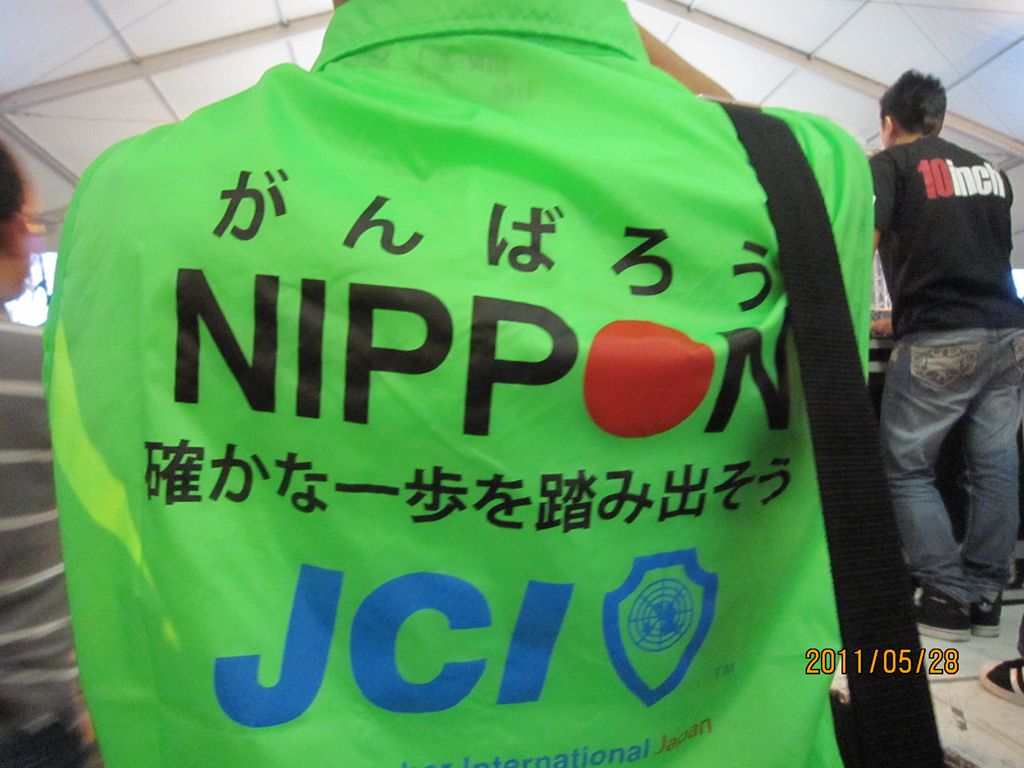 がんばろう
NIPPON
確かな一歩を踏み出そう
JCI
TM
International Japan
10inch
2011/05/28